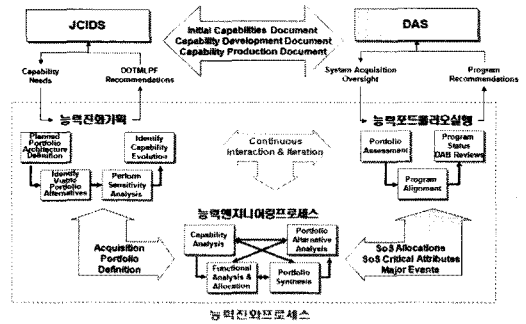 JCIDS
DAS
Initial Capabilities Document
Capability Development Document
Capability Production Document
Capability
Needs
DOTMLPF
Recommendations
System Acquisition
Oversight
Program
Recommendations
능력진화기획
능력포트폴리오실행
Planned
Portfolio
Architecture
Definition
Identify
Capability
Evolution
Identify
Viable
Portfolio
Alternatives
Perform
Sensitivity
Analysis
Continuous
Interaction & Iteration
Portfolio
Assessment
Program
Status
DAB Reviews
Program
Alignment
능력엔지니어링프로세스
Capability
Analysis
Portfolio
Alternative
Analysis
Functional
Analysis &
Allocation
Portfolio
Synthesis
Acquisition
Portfolio
Definition
SoS Allocations
SoS Critical Attributes
Major Events
능력진화프로세스